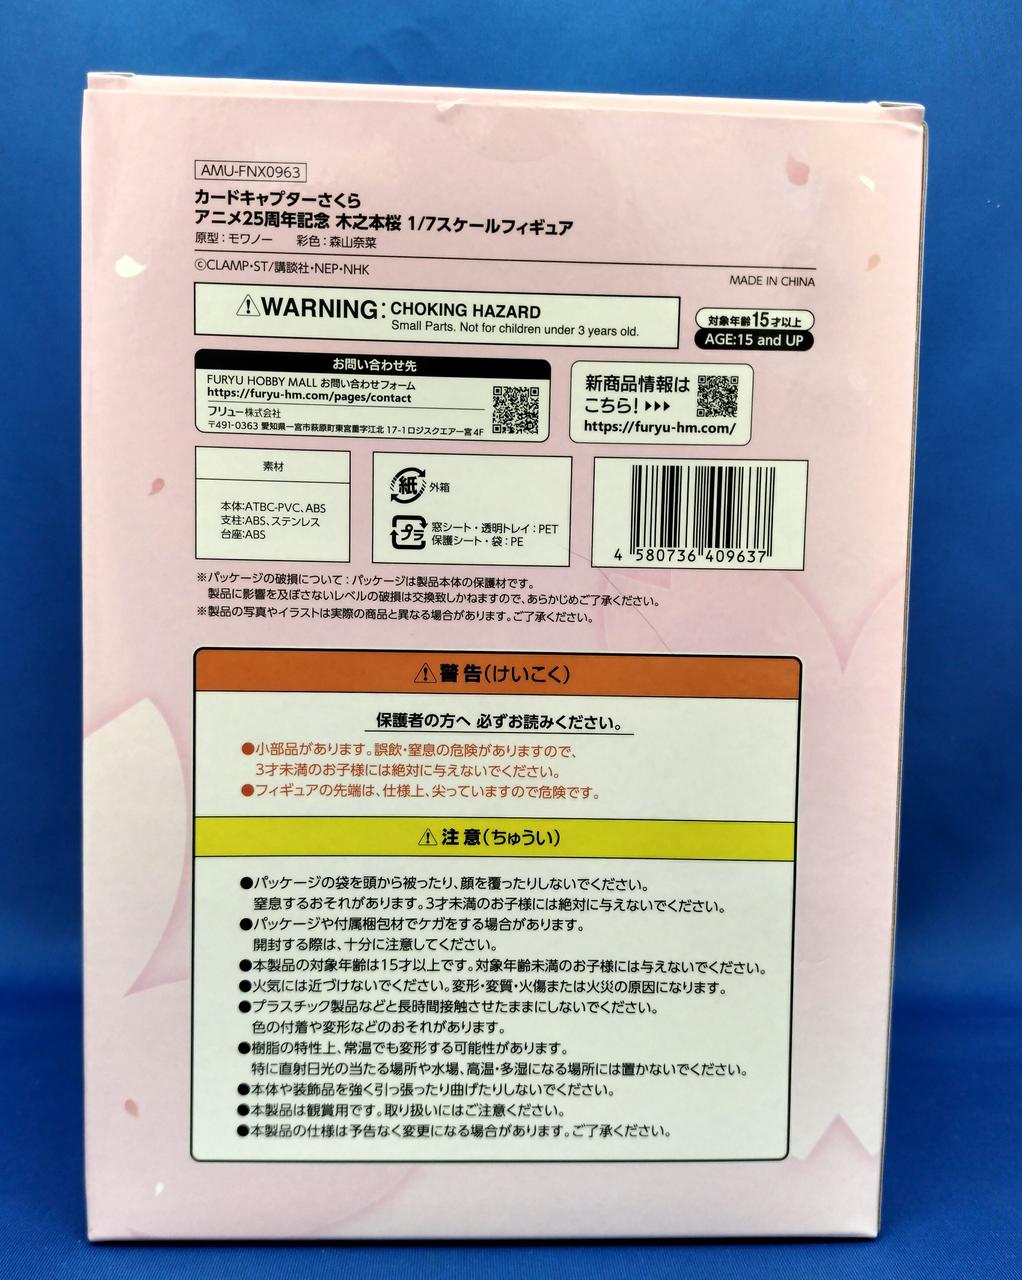 AMU-FNX0963
カードキャプターさくら
アニメ25周年記念 木之本桜 1/7スケールフィギュア
原型:モワノー 彩色:森山奈菜
©CLAMP・ST/講談社・NEP・NHK
MADE IN CHINA
⚠WARNING: CHOKING HAZARD
Small Parts. Not for children under 3 years old.
対象年齢15才以上
AGE:15 and UP
お問い合わせ先
FURYU HOBBY MALL お問い合わせフォーム
https://furyu-hm.com/pages/contact
フリュー株式会社
〒491-0363 愛知県一宮市萩原町東宮重字江北 17-1 ロジスクエアー宮 4F
新商品情報は
こちら!
https://furyu-hm.com/
素材
本体:ATBC-PVC、ABS
支柱:ABS、ステンレス
台座:ABS
紙 外箱
プラ 窓シート・透明トレイ:PET
保護シート・袋:PE
4 580736 409637
※パッケージの破損について:パッケージは製品本体の保護材です。
製品に影響を及ぼさないレベルの破損は交換致しかねますので、あらかじめご了承ください。
※製品の写真やイラストは実際の商品と異なる場合があります。ご了承ください。
⚠警告(けいこく)
保護者の方へ 必ずお読みください。
●小部品があります。誤飲・窒息の危険がありますので、
3才未満のお子様には絶対に与えないでください。
●フィギュアの先端は、仕様上、尖っていますので危険です。
⚠注意(ちゅうい)
●パッケージの袋を頭から被ったり、顔を覆ったりしないでください。
窒息するおそれがあります。3才未満のお子様には絶対に与えないでください。
●パッケージや付属梱包材でケガをする場合があります。
開封する際は、十分に注意してください。
●本製品の対象年齢は15才以上です。対象年齢未満のお子様には与えないでください。
●火気には近づけないでください。変形・変質・火傷または火災の原因になります。
●プラスチック製品などと長時間接触させたままにしないでください。
色の付着や変形などのおそれがあります。
●樹脂の特性上、常温でも変形する可能性があります。
特に直射日光の当たる場所や水場、高温・多湿になる場所には置かないでください。
●本体や装飾品を強く引っ張ったり曲げたりしないでください。
●本製品は観賞用です。取り扱いにはご注意ください。
●本製品の仕様は予告なく変更になる場合があります。ご了承ください。